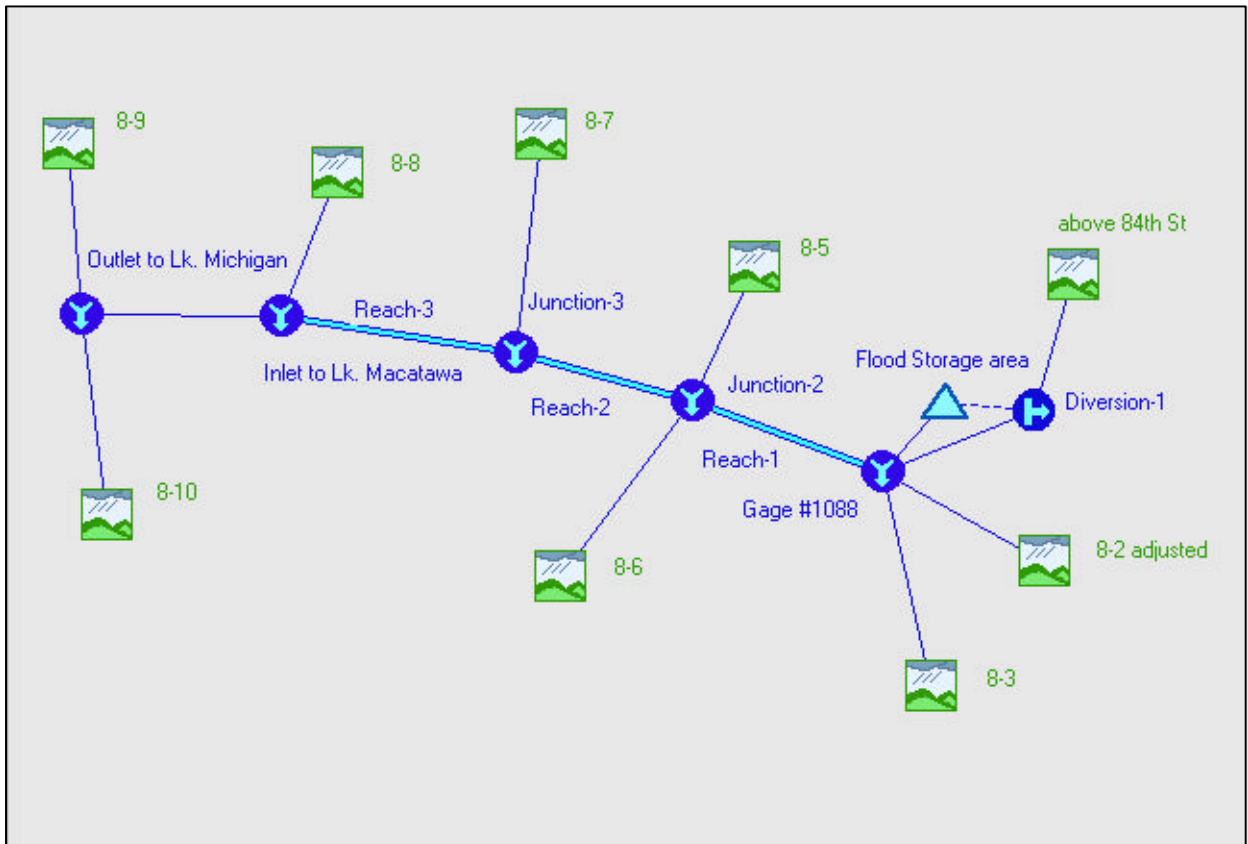 8-9
8-7
8-8
above 84th St
8-5
Outlet to Lk. Michigan
Reach-3
Junction-3
Flood Storage area
Inlet to Lk. Macatawa
Junction-2
Reach-2
Diversion-1
Reach-1
8-10
Gage #1088
8-2 adjusted
8-6
8-3